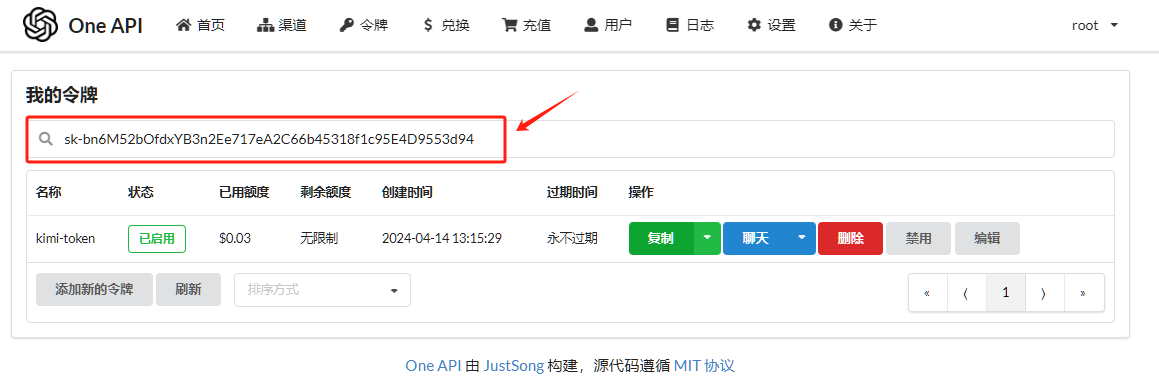 One API 首页 渠道 令牌 兑换 充值 用户 日志 设置 关于 root
我的令牌
sk-bn6M52bOfdxYB3n2Ee717eA2C66b45318f1c95E4D9553d94
名称 状态 已用额度 剩余额度 创建时间 过期时间 操作
kimi-token 已启用 $0.03 无限制 2024-04-14 13:15:29 永不过期 复制 聊天 删除 禁用 编辑
添加新的令牌 刷新 排序方式 « ⟨ 1 ⟩ »
One API 由 JustSong 构建，源代码遵循 MIT 协议